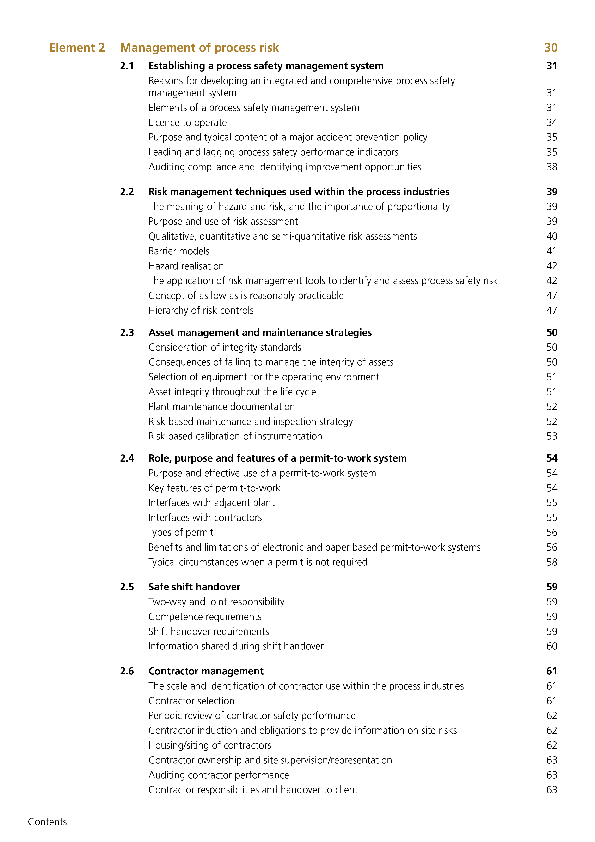 Element 2 Management of process risk 30
2.1 Establishing a process safety management system 31
Reasons for developing an integrated and comprehensive process safety
management system 31
Elements of a process safety management system 31
Licence to operate 34
Purpose and typical content of a major accident prevention policy 35
Leading and lagging process safety performance indicators 35
Auditing compliance and identifying improvement opportunities 38
2.2 Risk management techniques used within the process industries 39
The meaning of hazard and risk, and the importance of proportionality 39
Purpose and use of risk assessment 39
Qualitative, quantitative and semi-quantitative risk assessments 40
Barrier models 41
Hazard realisation 42
The application of risk management tools to identify and assess process safety risk 42
Concept of as low as is reasonably practicable 47
Hierarchy of risk controls 47
2.3 Asset management and maintenance strategies 50
Consideration of integrity standards 50
Consequences of failing to manage the integrity of assets 50
Selection of equipment for the operating environment 51
Asset integrity throughout the life cycle 51
Plant maintenance documentation 52
Risk based maintenance and inspection strategy 52
Risk based calibration of instrumentation 53
2.4 Role, purpose and features of a permit-to-work system 54
Purpose and effective use of a permit-to-work system 54
Key features of permit-to-work 54
Interfaces with adjacent plant 55
Interfaces with contractors 55
Types of permit 56
Benefits and limitations of electronic and paper based permit-to-work systems 56
Typical circumstances when a permit is not required 58
2.5 Safe shift handover 59
Two-way and joint responsibility 59
Competence requirements 59
Shift handover requirements 59
Information shared during shift handover 60
2.6 Contractor management 61
The scale and identification of contractor use within the process industries 61
Contractor selection 61
Periodic review of contractor safety performance 62
Contractor induction and obligations to provide information on site risks 62
Housing/siting of contractors 62
Contractor ownership and site supervision/representation 63
Auditing contractor performance 63
Contractor responsibilities and handover to client 63
Contents